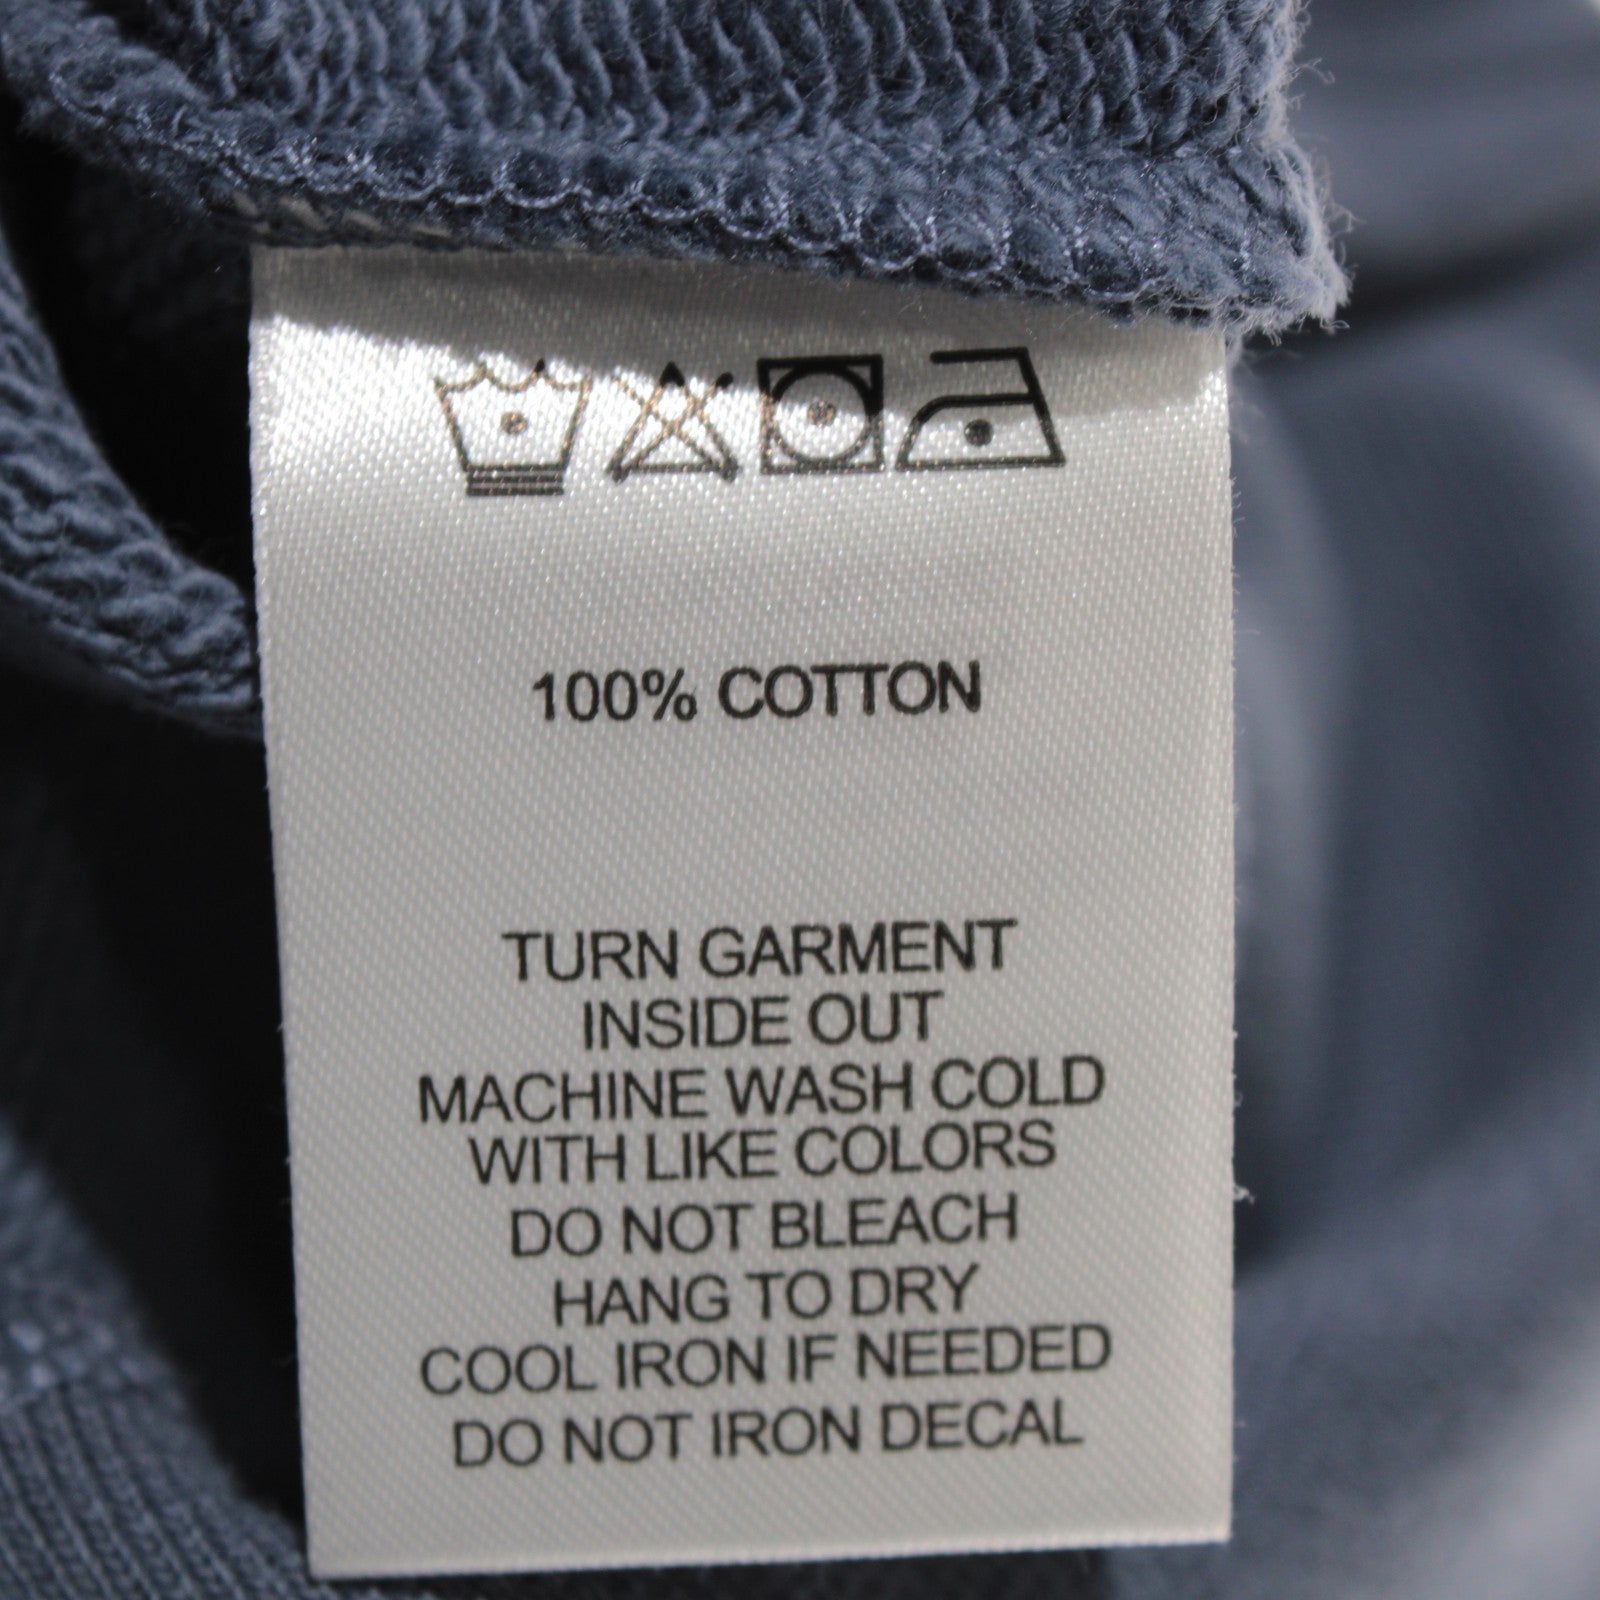 100% COTTON
TURN GARMENT
INSIDE OUT
MACHINE WASH COLD
WITH LIKE COLORS
DO NOT BLEACH
HANG TO DRY
COOL IRON IF NEEDED
DO NOT IRON DECAL